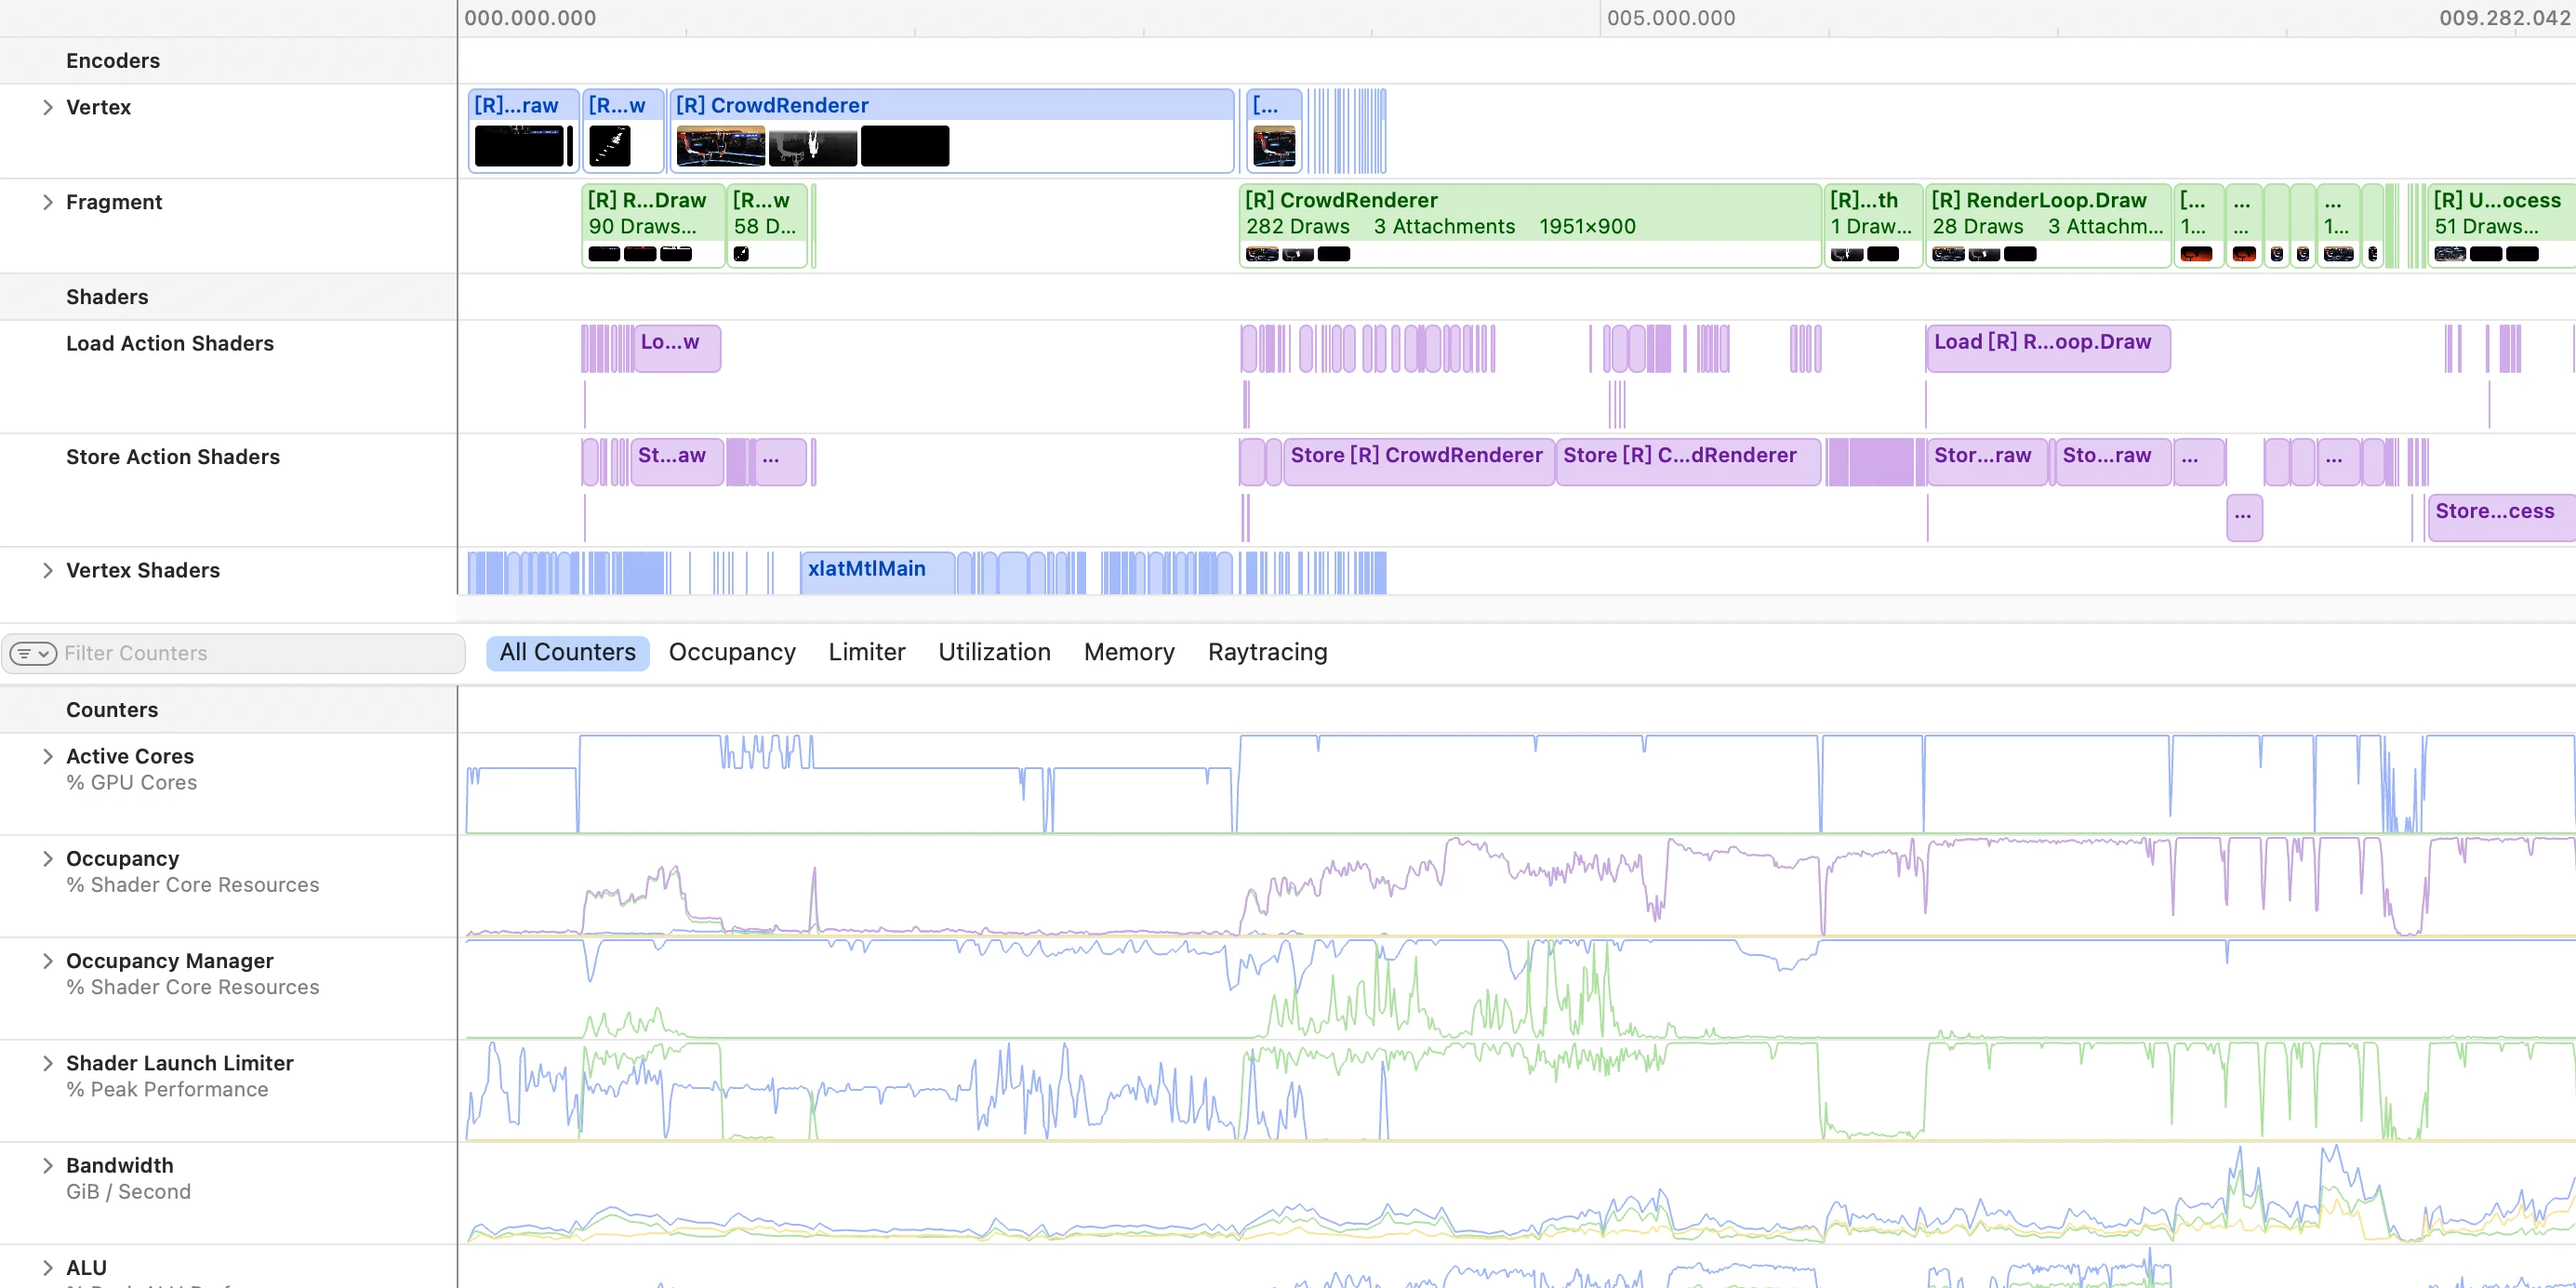 000.000.000 005.000.000 009.282.042
Encoders
Vertex
[R]...raw [R...w [R] CrowdRenderer [...
Fragment
[R] R...Draw [R...w [R] CrowdRenderer [R]...th [R] RenderLoop.Draw [... ... ... [R] U...ocess
90 Draws... 58 D... 282 Draws 3 Attachments 1951×900 1 Draw... 28 Draws 3 Attachm... 1... ... 1... 51 Draws...
Shaders
Load Action Shaders
Lo...w Load [R] R...oop.Draw
Store Action Shaders
St...aw ... Store [R] CrowdRenderer Store [R] C...dRenderer Stor...raw Sto...raw ... ...
... Store...cess
Vertex Shaders
xlatMtlMain
Filter Counters All Counters Occupancy Limiter Utilization Memory Raytracing
Counters
Active Cores
% GPU Cores
Occupancy
% Shader Core Resources
Occupancy Manager
% Shader Core Resources
Shader Launch Limiter
% Peak Performance
Bandwidth
GiB / Second
ALU